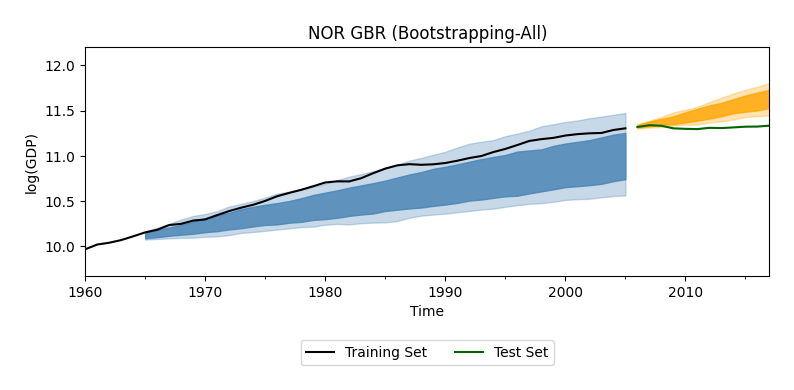 NOR GBR (Bootstrapping-All)
12.0
11.5
11.0
10.5
10.0
log(GDP)
1960 1970 1980 1990 2000 2010
Time
Training Set Test Set